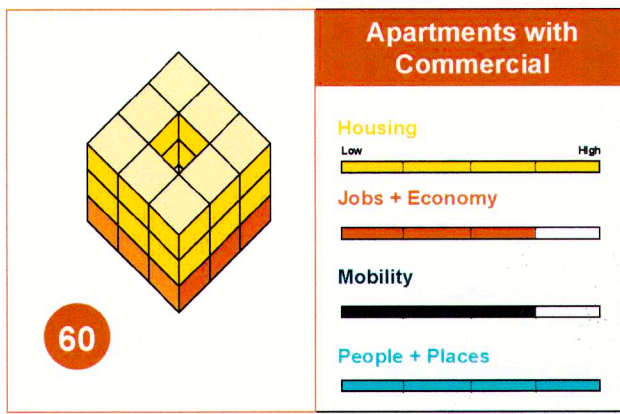 Apartments with
Commercial
Housing
Low High
Jobs + Economy
Mobility
People + Places
60